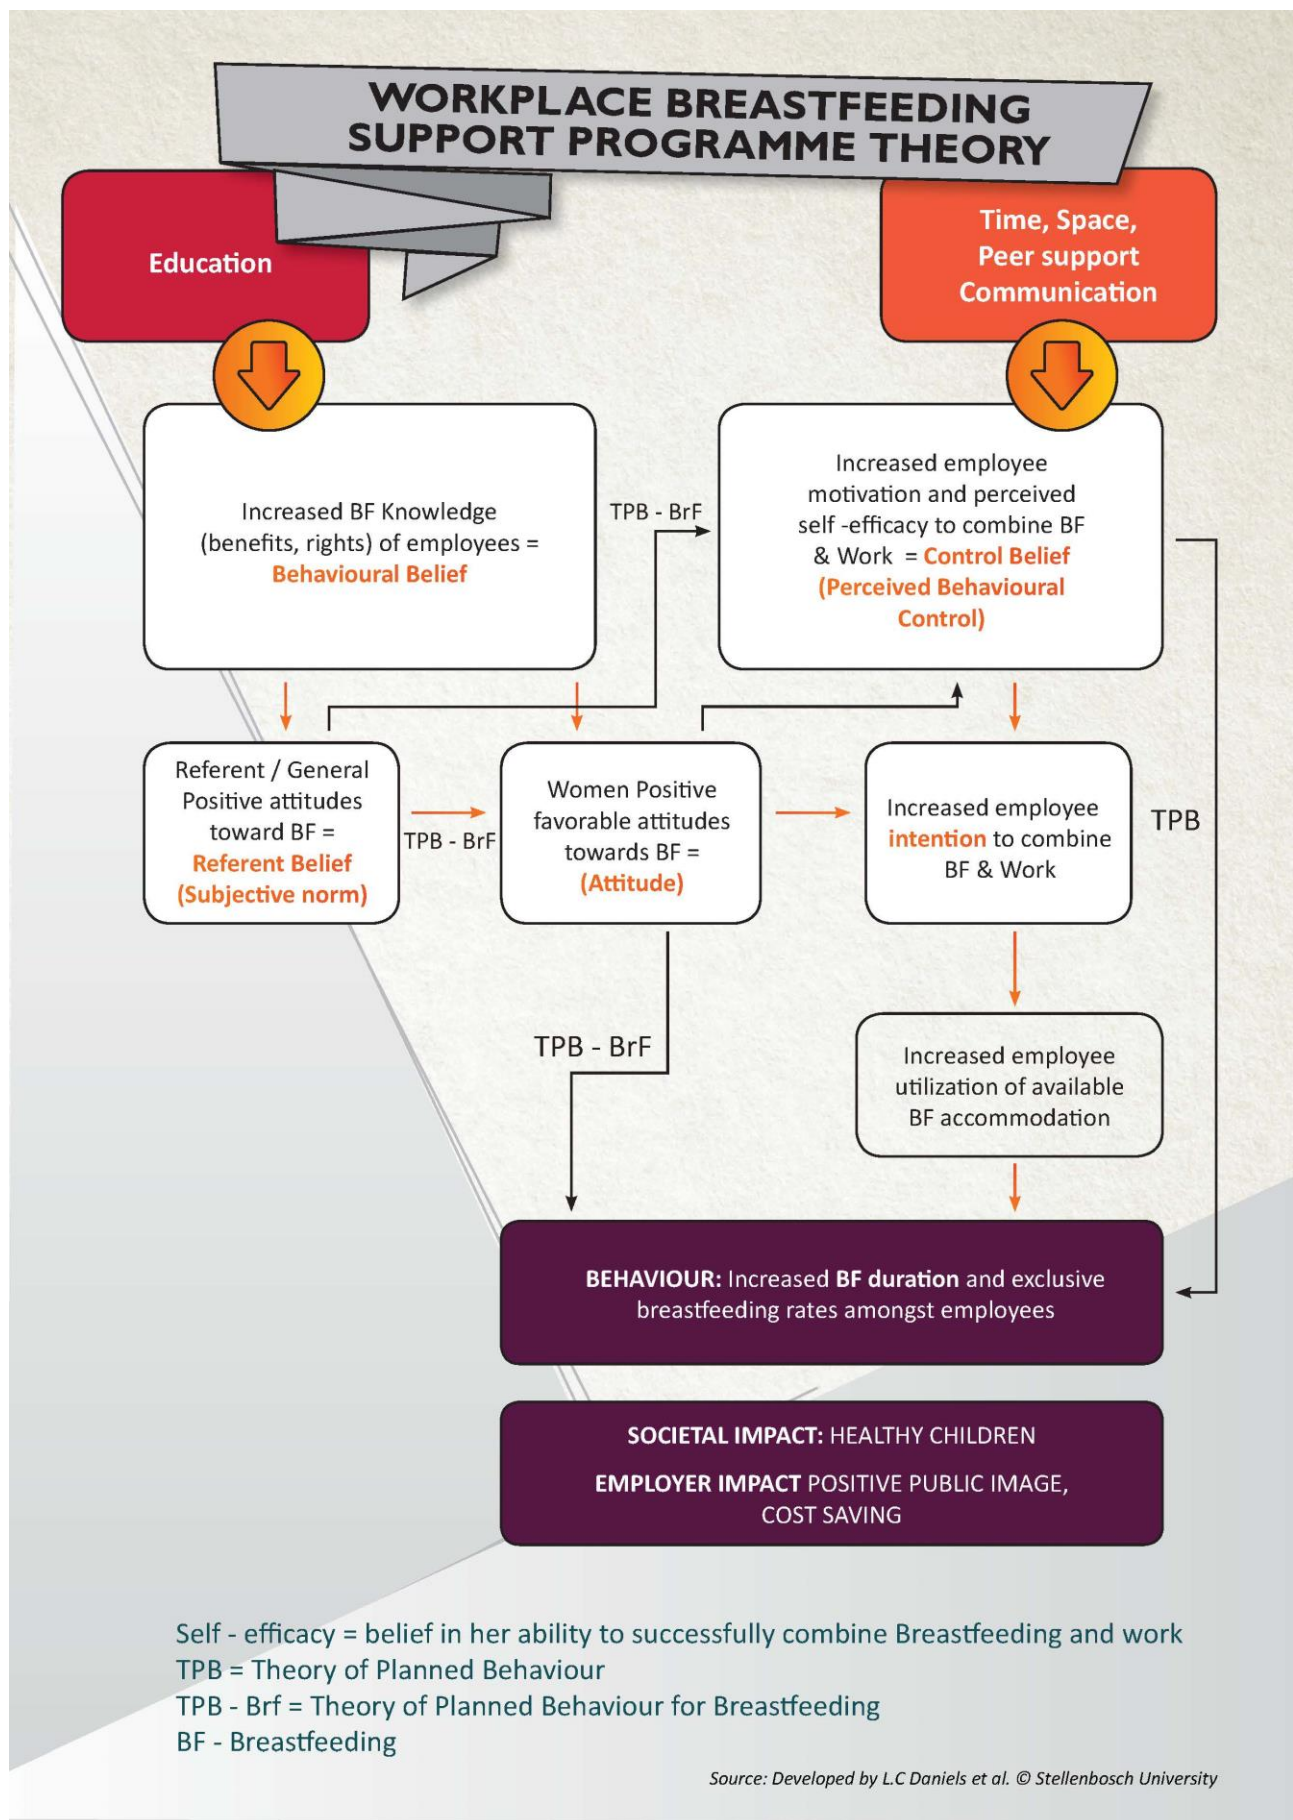 WORKPLACE BREASTFEEDING
SUPPORT PROGRAMME THEORY
Education
Time, Space,
Peer support
Communication
Increased BF Knowledge
(benefits, rights) of employees =
Behavioural Belief
TPB - BrF
Increased employee
motivation and perceived
self -efficacy to combine BF
& Work = Control Belief
(Perceived Behavioural
Control)
Referent / General
Positive attitudes
toward BF =
Referent Belief
(Subjective norm)
TPB - BrF
Women Positive
favorable attitudes
towards BF =
(Attitude)
Increased employee
intention to combine
BF & Work
TPB
TPB - BrF
Increased employee
utilization of available
BF accommodation
BEHAVIOUR: Increased BF duration and exclusive
breastfeeding rates amongst employees
SOCIETAL IMPACT: HEALTHY CHILDREN
EMPLOYER IMPACT POSITIVE PUBLIC IMAGE,
COST SAVING
Self - efficacy = belief in her ability to successfully combine Breastfeeding and work
TPB = Theory of Planned Behaviour
TPB - Brf = Theory of Planned Behaviour for Breastfeeding
BF - Breastfeeding
Source: Developed by L.C Daniels et al. © Stellenbosch University